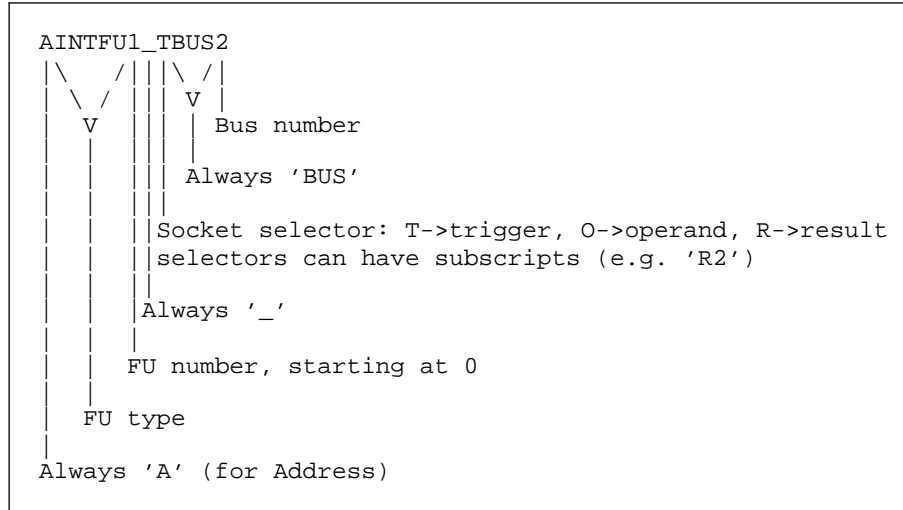 AINTFU1_TBUS2
|\   /|||\ /|
| \ / ||| V |
| V ||| | Bus number
| | ||| |
| | ||| Always 'BUS'
| | |||
| | ||Socket selector: T->trigger, O->operand, R->result
| | ||selectors can have subscripts (e.g. 'R2')
| | ||
| | |Always '_'
| | |
| | FU number, starting at 0
| |
| FU type
|
Always 'A' (for Address)